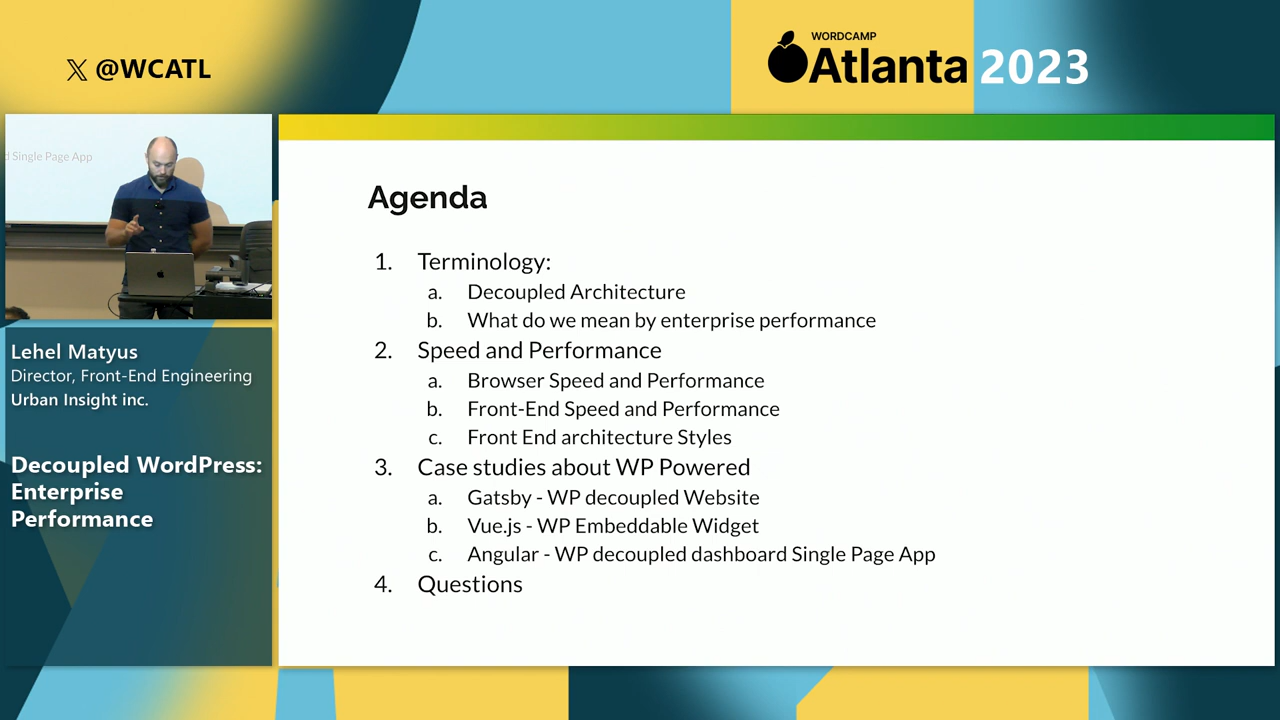 𝕏 @WCATL
WORDCAMP
Atlanta 2023
d Single Page App
Lehel Matyus
Director, Front-End Engineering
Urban Insight inc.
Decoupled WordPress:
Enterprise
Performance
Agenda
1. Terminology:
a. Decoupled Architecture
b. What do we mean by enterprise performance
2. Speed and Performance
a. Browser Speed and Performance
b. Front-End Speed and Performance
c. Front End architecture Styles
3. Case studies about WP Powered
a. Gatsby - WP decoupled Website
b. Vue.js - WP Embeddable Widget
c. Angular - WP decoupled dashboard Single Page App
4. Questions